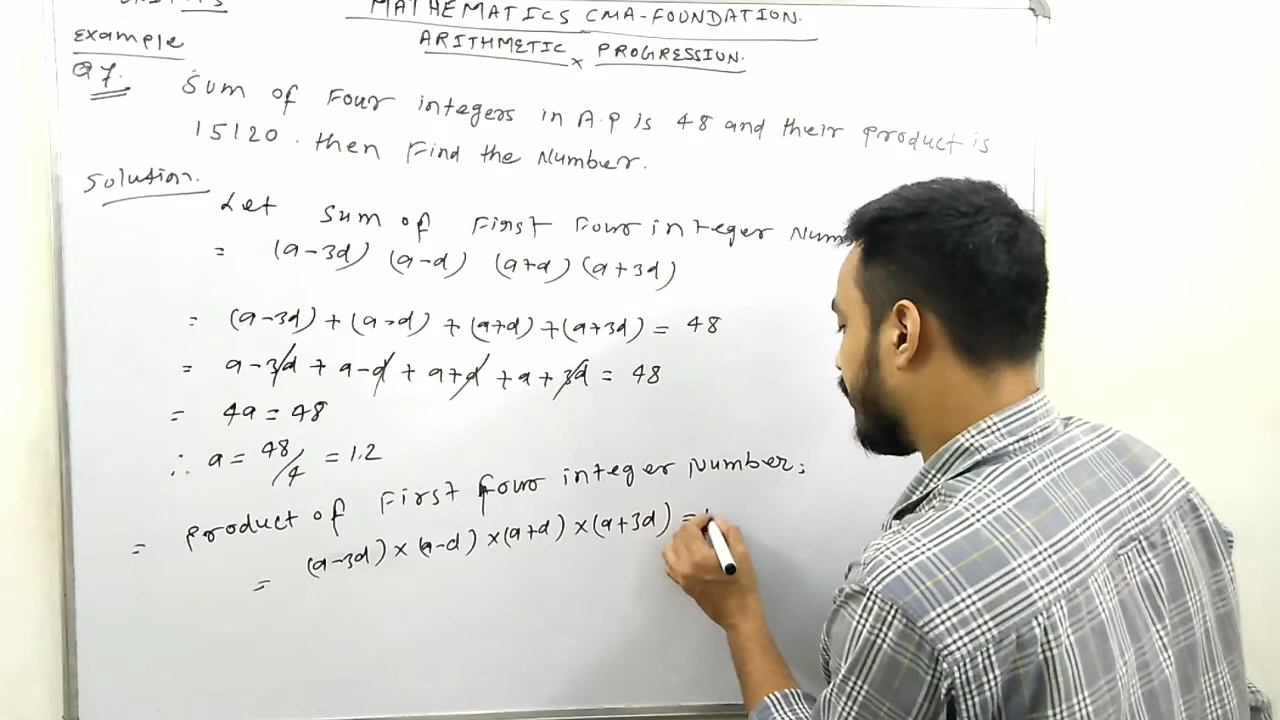 MATHEMATICS CMA-FOUNDATION.
ARITHMETIC PROGRESSION.
example
Q7. Sum of Four integers in A.P is 48 and their product is
15120. then Find the Number.
Solution.
Let sum of First Four integer Num
= (a-3d) (a-d) (a+d) (a+3d)
= (a-3d) + (a-d) + (a+d) + (a+3d) = 48
= a-3d + a-d + a+d + a+3d = 48
= 4a = 48
∴ a = 48/4 = 1.2
= product of First Four integer Number;
= (a-3d) × (a-d) × (a+d) × (a+3d) =